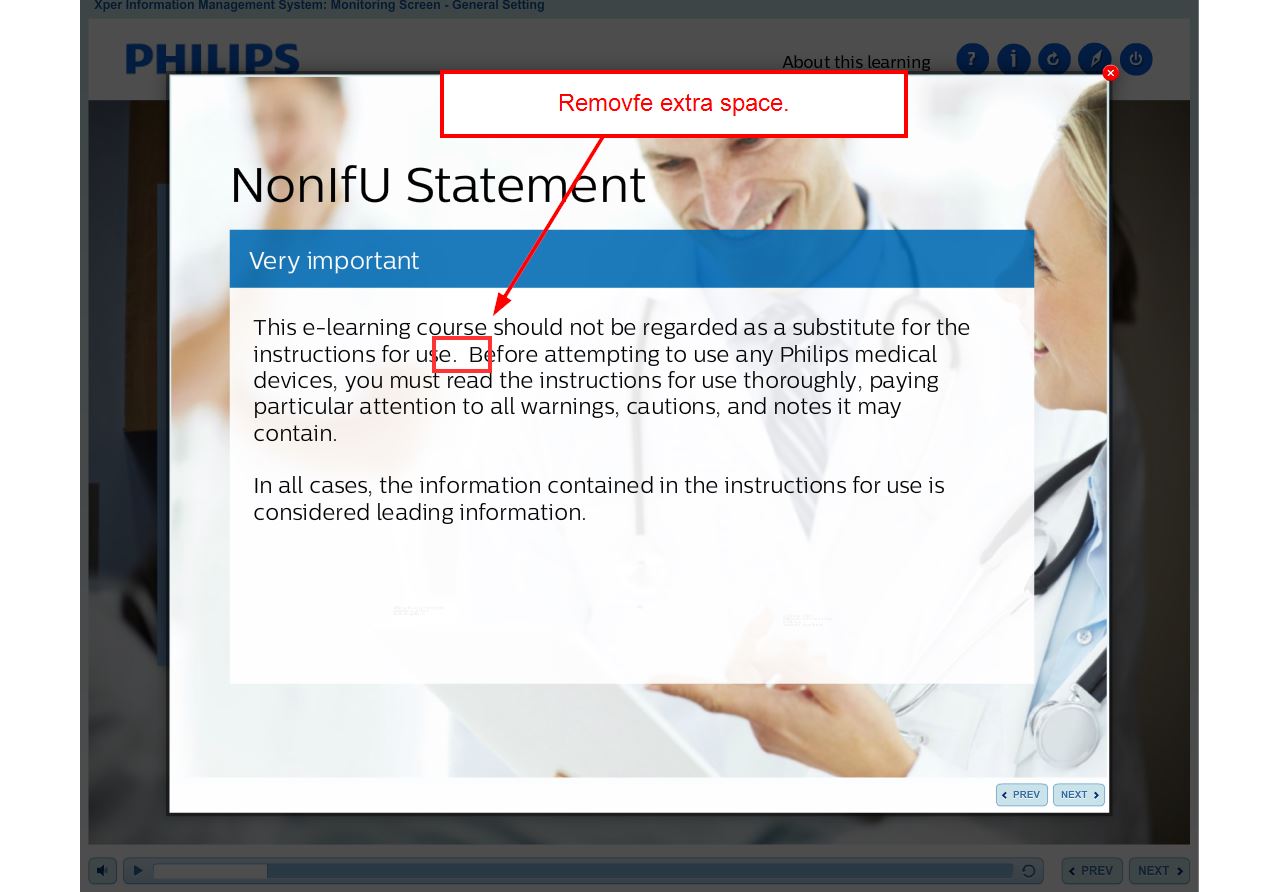 Xper Information Management System: Monitoring Screen - General Setting
PHILIPS
About this learning
?
i
Removfe extra space.
NonIfU Statement
Very important
This e-learning course should not be regarded as a substitute for the
instructions for use.  Before attempting to use any Philips medical
devices, you must read the instructions for use thoroughly, paying
particular attention to all warnings, cautions, and notes it may
contain.
In all cases, the information contained in the instructions for use is
considered leading information.
PREV
NEXT
PREV
NEXT